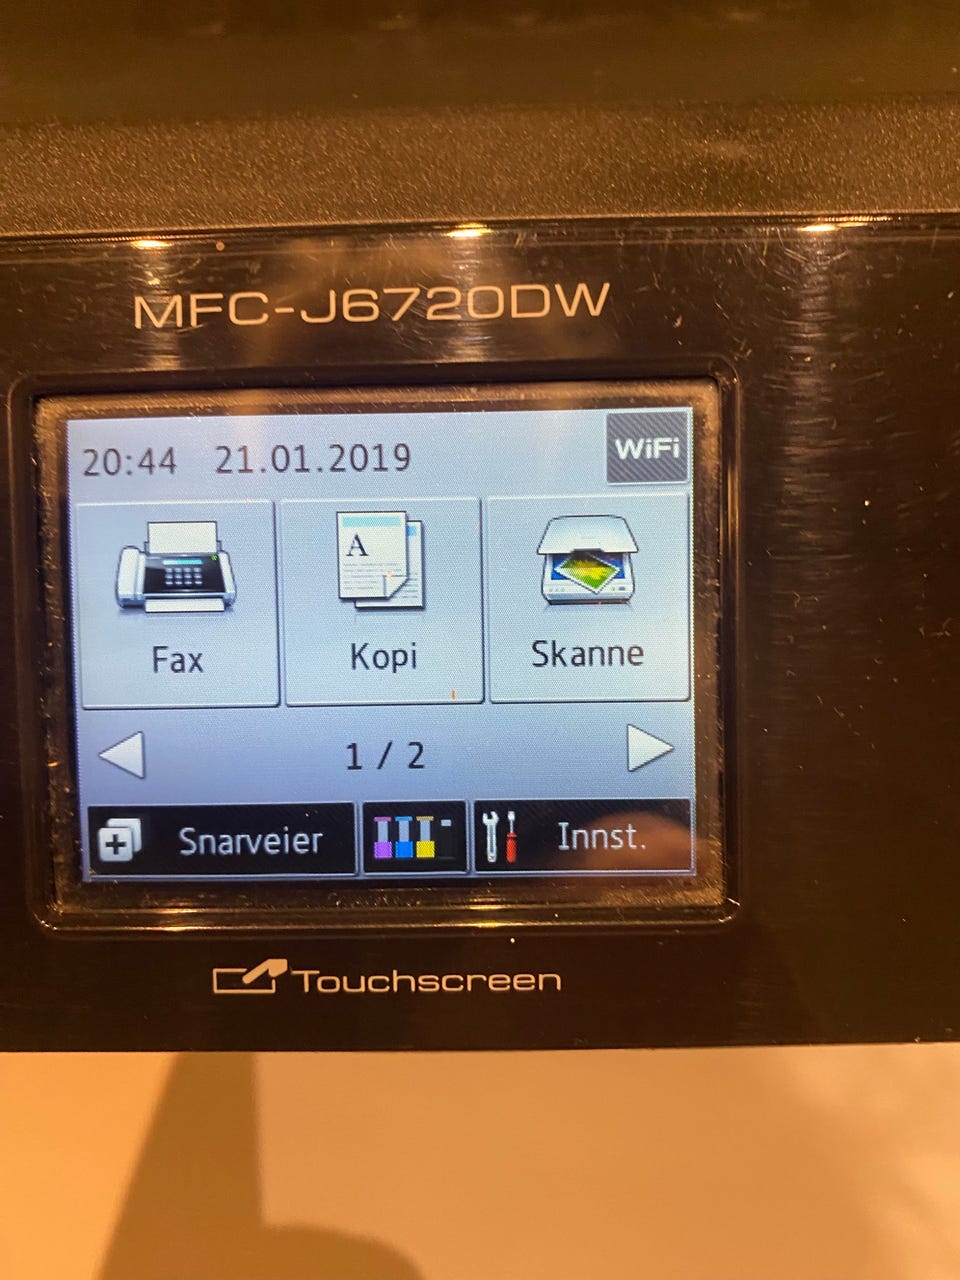 MFC-J6720DW
20:44 21.01.2019 WiFi
A
Fax Kopi Skanne
1 / 2
Snarveier Innst.
Touchscreen